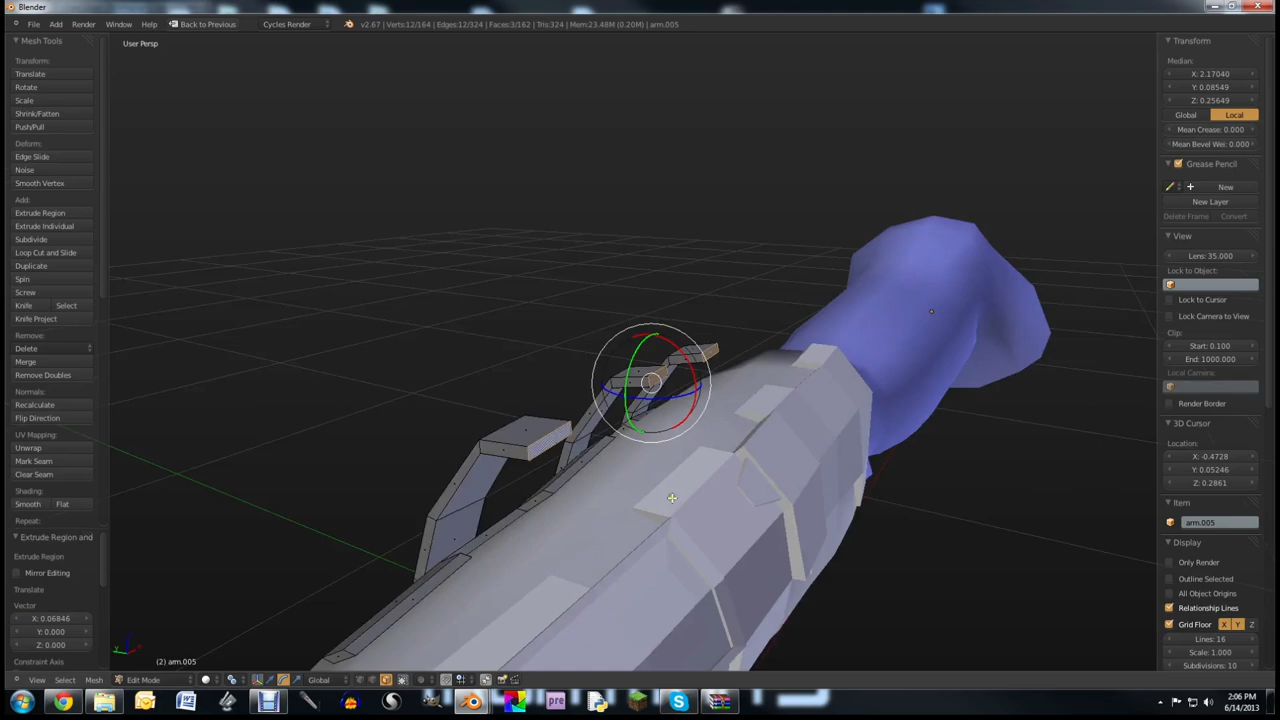 Blender
File Add Render Window Help Back to Previous Cycles Render v2.67 | Verts:12/164 | Edges:12/324 | Faces:3/162 | Tris:324 | Mem:23.48M (0.20M) | arm.005
Mesh Tools
Transform:
Translate
Rotate
Scale
Shrink/Fatten
Push/Pull
Deform:
Edge Slide
Noise
Smooth Vertex
Add:
Extrude Region
Extrude Individual
Subdivide
Loop Cut and Slide
Duplicate
Spin
Screw
Knife Select
Knife Project
Remove:
Delete
Merge
Remove Doubles
Normals:
Recalculate
Flip Direction
UV Mapping:
Unwrap
Mark Seam
Clear Seam
Shading:
Smooth Flat
Repeat:
Extrude Region and
Extrude Region
Mirror Editing
Translate
Vector
X: 0.06846
Y: 0.000
Z: 0.000
Constraint Axis
User Persp
(2) arm.005
Transform
Median:
X: 2.17040
Y: 0.08549
Z: 0.25649
Global Local
Mean Crease: 0.000
Mean Bevel Wei: 0.000
Grease Pencil
New
New Layer
Delete Frame Convert
View
Lens: 35.000
Lock to Object:
Lock to Cursor
Lock Camera to View
Clip:
Start: 0.100
End: 1000.000
Local Camera:
Render Border
3D Cursor
Location:
X: -0.4728
Y: 0.05246
Z: 0.2861
Item
arm.005
Display
Only Render
Outline Selected
All Object Origins
Relationship Lines
Grid Floor X Y Z
Lines: 16
Scale: 1.000
Subdivisions: 10
View Select Mesh Edit Mode Global
pre
2:06 PM
6/14/2013